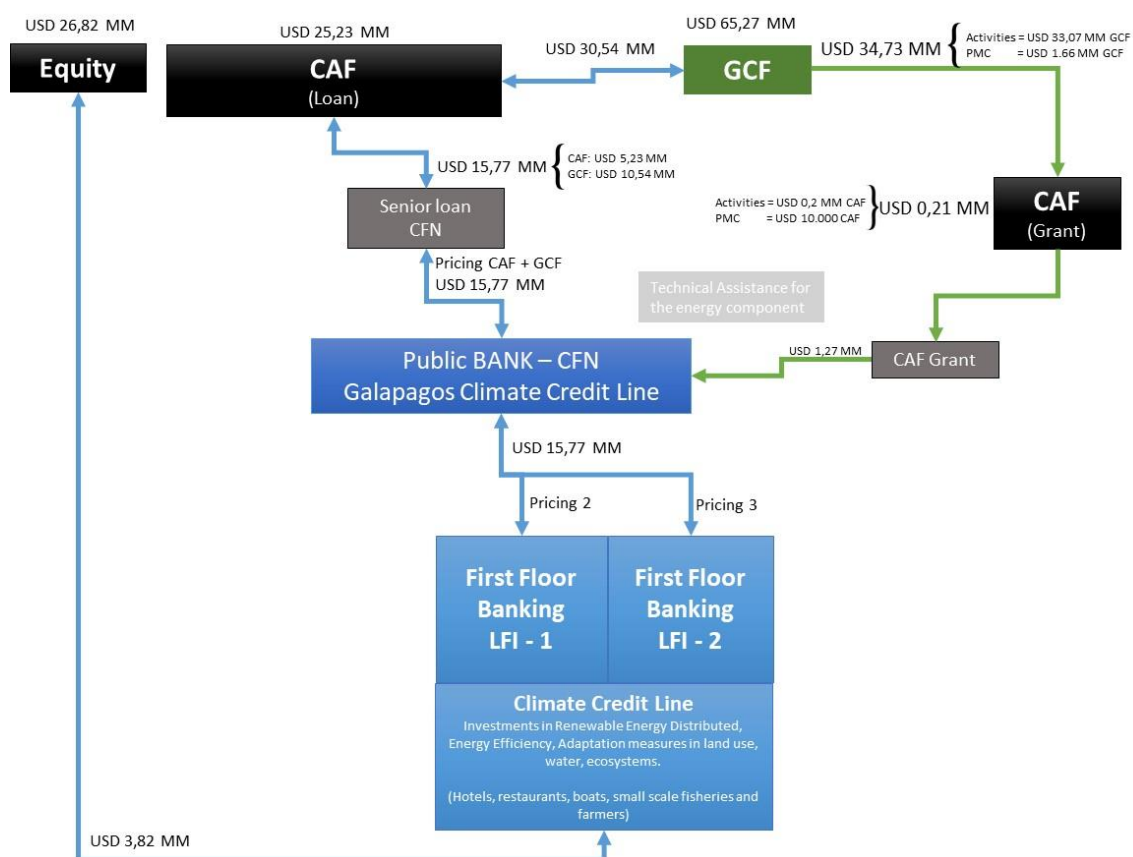 USD 26,82 MM
Equity
USD 25,23 MM
CAF
(Loan)
USD 30,54 MM
USD 65,27 MM
GCF
USD 34,73 MM
Activities = USD 33,07 MM GCF
PMC = USD 1.66 MM GCF
USD 15,77 MM
CAF: USD 5,23 MM
GCF: USD 10,54 MM
Senior loan
CFN
Activities = USD 0,2 MM CAF
PMC = USD 10.000 CAF
USD 0,21 MM
CAF
(Grant)
Pricing CAF + GCF
USD 15,77 MM
Technical Assistance for
the energy component
Public BANK – CFN
Galapagos Climate Credit Line
USD 1,27 MM
CAF Grant
USD 15,77 MM
Pricing 2
Pricing 3
First Floor
Banking
LFI - 1
First Floor
Banking
LFI - 2
Climate Credit Line
Investments in Renewable Energy Distributed,
Energy Efficiency, Adaptation measures in land use,
water, ecosystems.
(Hotels, restaurants, boats, small scale fisheries and
farmers)
USD 3,82 MM